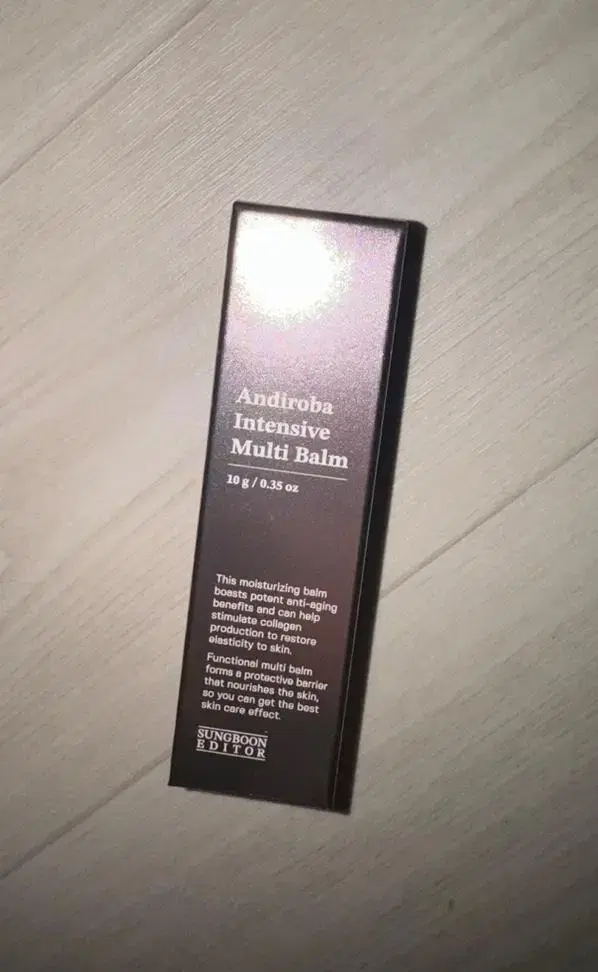 Andiroba
Intensive
Multi Balm
10 g / 0.35 oz
This moisturizing balm
boasts potent anti-aging
benefits and can help
stimulate collagen
production to restore
elasticity to skin.
Functional multi balm
forms a protective barrier
that nourishes the skin,
so you can get the best
skin care effect.
SUNGBOON
EDITOR